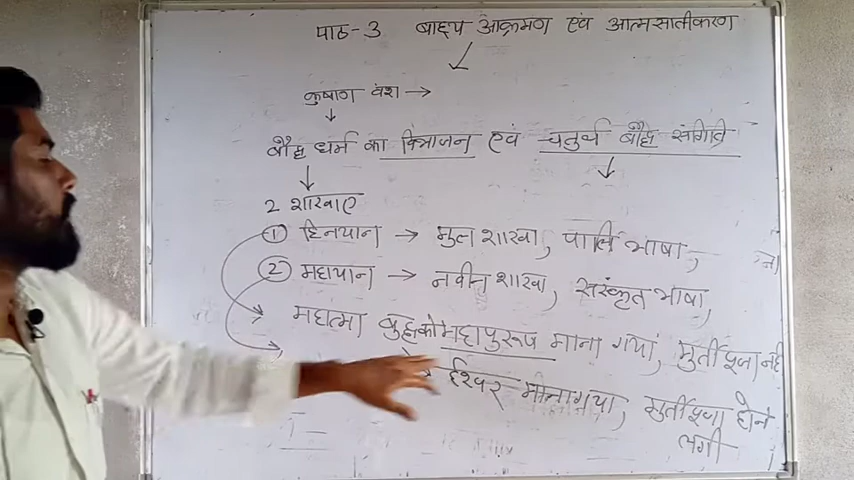 पाठ-3 बाह्य आक्रमण एवं आत्मसातीकरण
कुषाण वंश →
बौद्ध धर्म का विभाजन एवं चतुर्थ बौद्ध संगिति
2 शाखाए
① हिनयान → मुल शाखा, पालि भाषा,
② महायान → नवीन शाखा, संस्कृत भाषा,
महात्मा बुद्ध को महापुरूष माना गया, मुर्तीपूजा नही
ईश्वर माना गया, मुर्तीपूजा होने
लगी